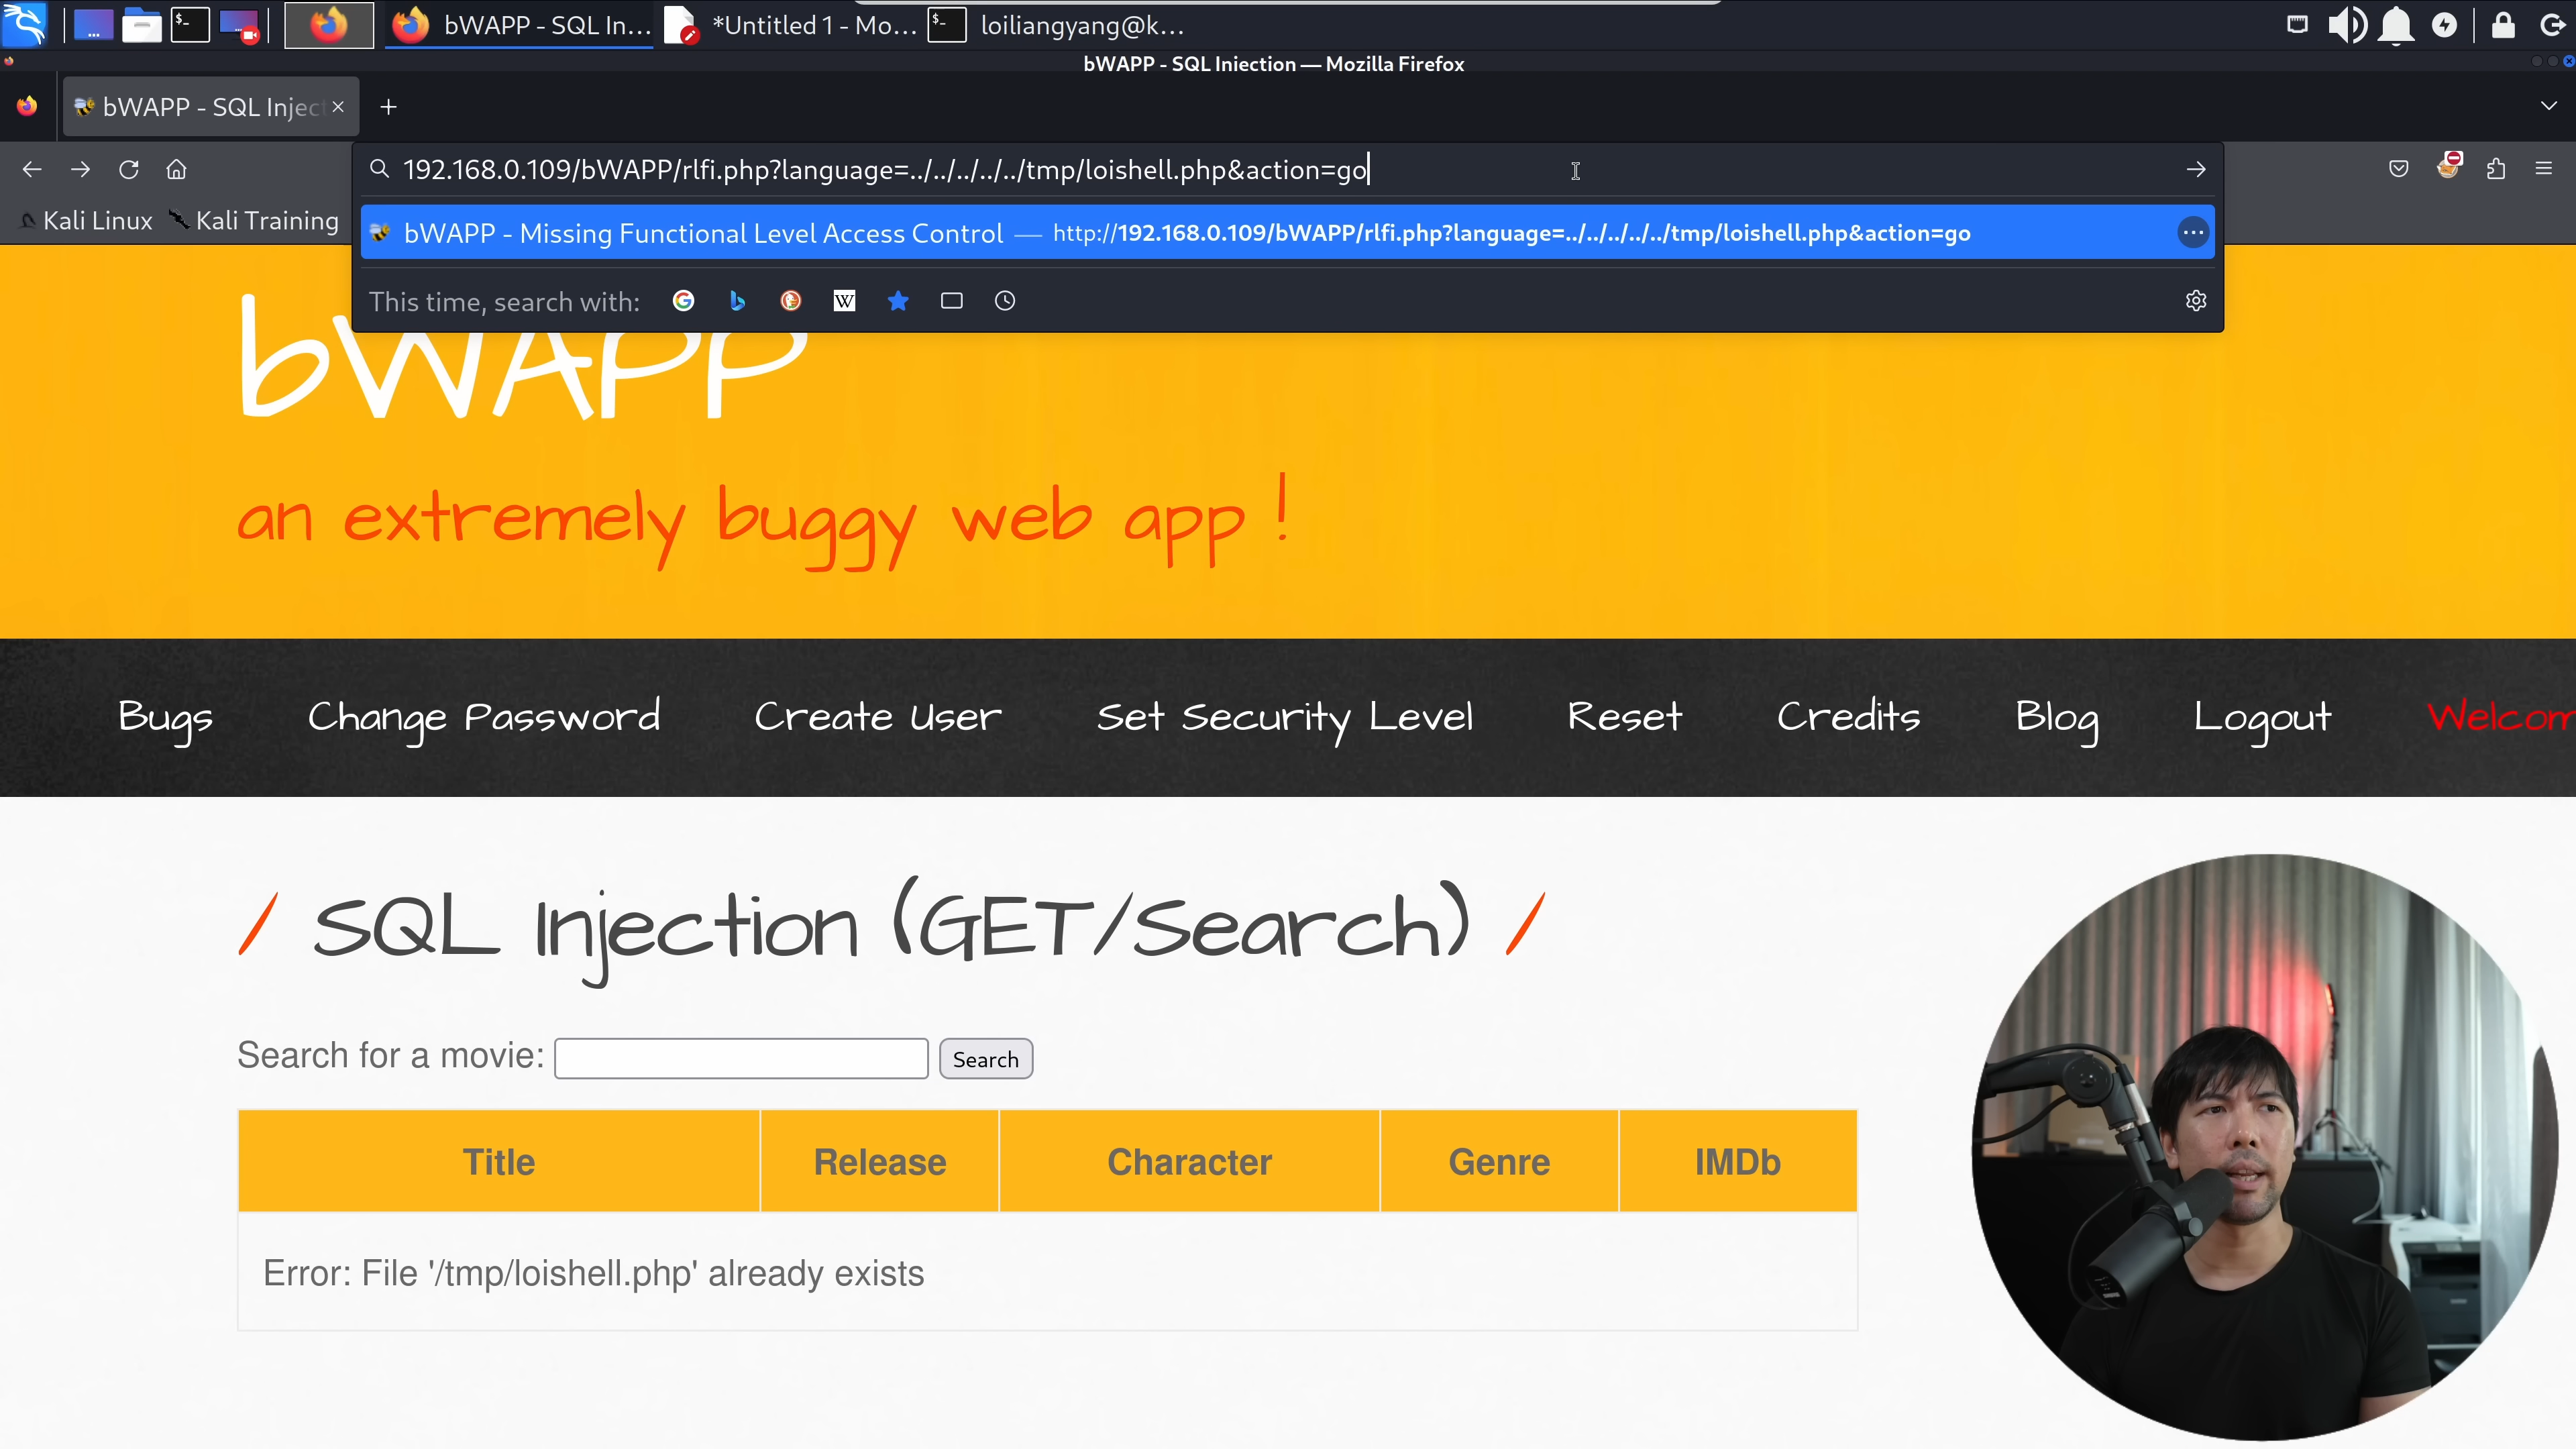 bWAPP - SQL In... *Untitled 1 - Mo... loiliangyang@k...
bWAPP - SQL Injection — Mozilla Firefox
bWAPP - SQL Inject
192.168.0.109/bWAPP/rlfi.php?language=../../../../../tmp/loishell.php&action=go
Kali Linux Kali Training
bWAPP - Missing Functional Level Access Control — http://192.168.0.109/bWAPP/rlfi.php?language=../../../../../tmp/loishell.php&action=go
This time, search with:
bWAPP
an extremely buggy web app !
Bugs Change Password Create User Set Security Level Reset Credits Blog Logout Welcom
/ SQL Injection (GET/Search) /
Search for a movie: Search
Title Release Character Genre IMDb
Error: File '/tmp/loishell.php' already exists